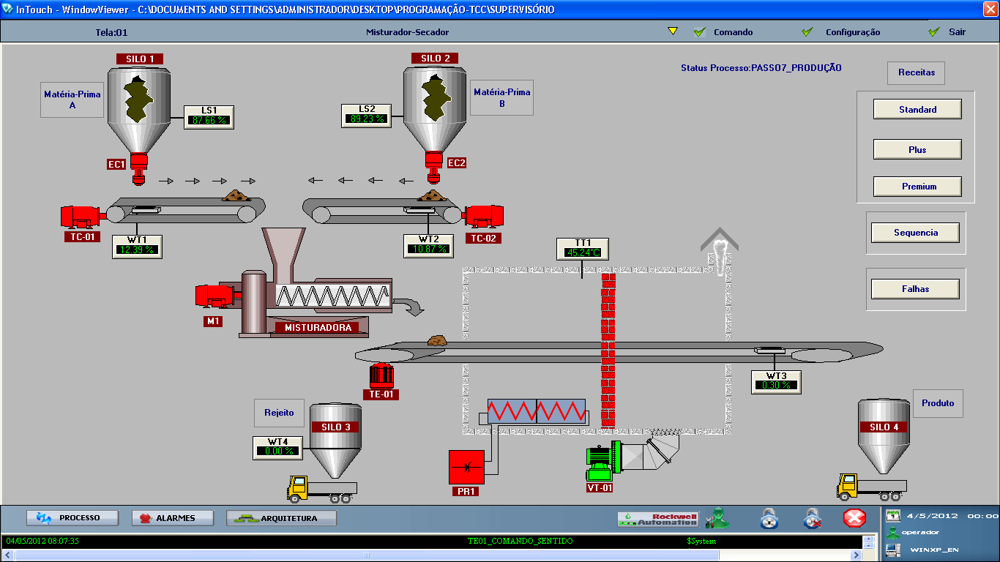 InTouch - WindowViewer - C:\DOCUMENTS AND SETTINGS\ADMINISTRADOR\DESKTOP\PROGRAMAÇÃO-TCC\SUPERVISÓRIO
Tela:01
Misturador-Secador
Comando
Configuração
Sair
SILO 1
SILO 2
Status Processo:PASSO7_PRODUÇÃO
Receitas
Matéria-Prima
A
Matéria-Prima
B
LS1
87.66 %
LS2
89.23 %
Standard
Plus
Premium
EC1
EC2
TC-01
TC-02
WT1
12.39 %
WT2
10.87 %
Sequencia
TT1
45.24°C
Falhas
M1
MISTURADORA
WT3
0.30 %
TE-01
Rejeito
SILO 3
Produto
SILO 4
WT4
0.00 %
PR1
VT-01
PROCESSO
ALARMES
ARQUITETURA
Rockwell
Automation
4/5/2012 00:00
operador
WINXP_EN
04/05/2012 08:07:35
TE01_COMANDO_SENTIDO
$System